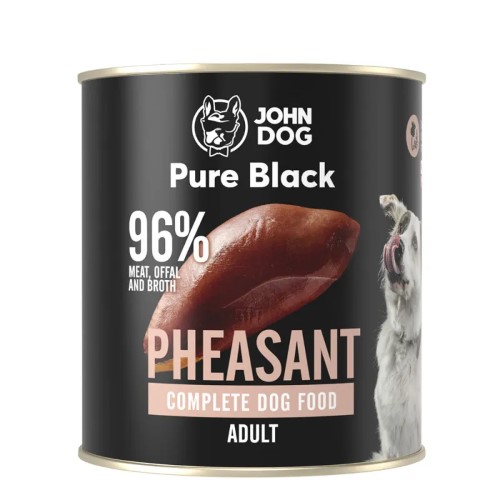 JOHN
DOG
Pure Black
96%
MEAT, OFFAL
AND BROTH
PHEASANT
COMPLETE DOG FOOD
ADULT